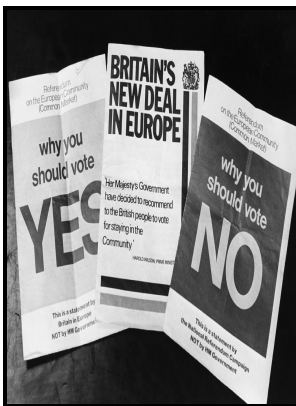 Referendum
on the European Community
(Common Market)
why you
should vote
YES
This is a statement by
Britain in Europe
NOT by HM Government
BRITAIN'S
NEW DEAL
IN EUROPE
'Her Majesty's Government
have decided to recommend
to the British people to vote
for staying in the
Community'
HAROLD WILSON, PRIME MINISTER
Referendum
on the European Community
(Common Market)
why you
should vote
NO
This is a statement by
the National Referendum Campaign
NOT by HM Government